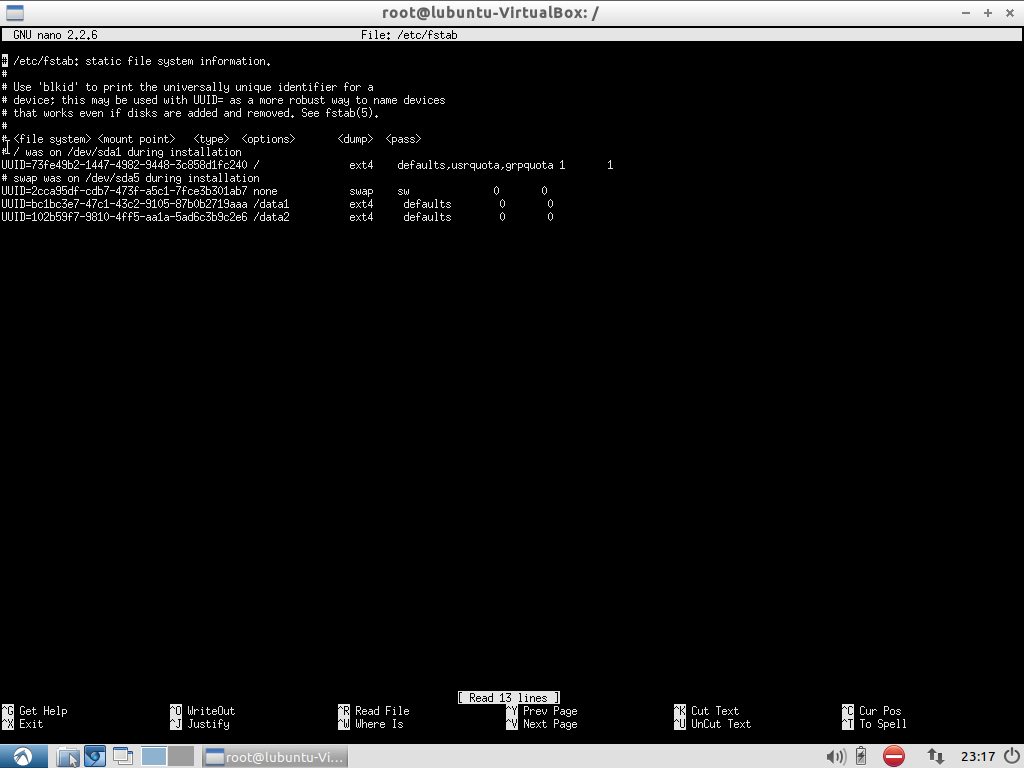 root@lubuntu-VirtualBox: /
GNU nano 2.2.6 File: /etc/fstab
# /etc/fstab: static file system information.
#
# Use 'blkid' to print the universally unique identifier for a
# device; this may be used with UUID= as a more robust way to name devices
# that works even if disks are added and removed. See fstab(5).
#
# <file system> <mount point>   <type>  <options>       <dump>  <pass>
# / was on /dev/sda1 during installation
UUID=73fe49b2-1447-4982-9448-3c858d1fc240 /               ext4    defaults,usrquota,grpquota 1       1
# swap was on /dev/sda5 during installation
UUID=2cca95df-cdb7-473f-a5c1-7fce3b301ab7 none            swap    sw              0       0
UUID=bc1bc3e7-47c1-43c2-9105-87b0b2719aaa /data1          ext4     defaults        0       0
UUID=102b59f7-9810-4ff5-aa1a-5ad6c3b9c2e6 /data2          ext4     defaults        0       0
[ Read 13 lines ]
^G Get Help ^O WriteOut ^R Read File ^Y Prev Page ^K Cut Text ^C Cur Pos
^X Exit ^J Justify ^W Where Is ^V Next Page ^U UnCut Text ^T To Spell
root@lubuntu-Vi... 23:17